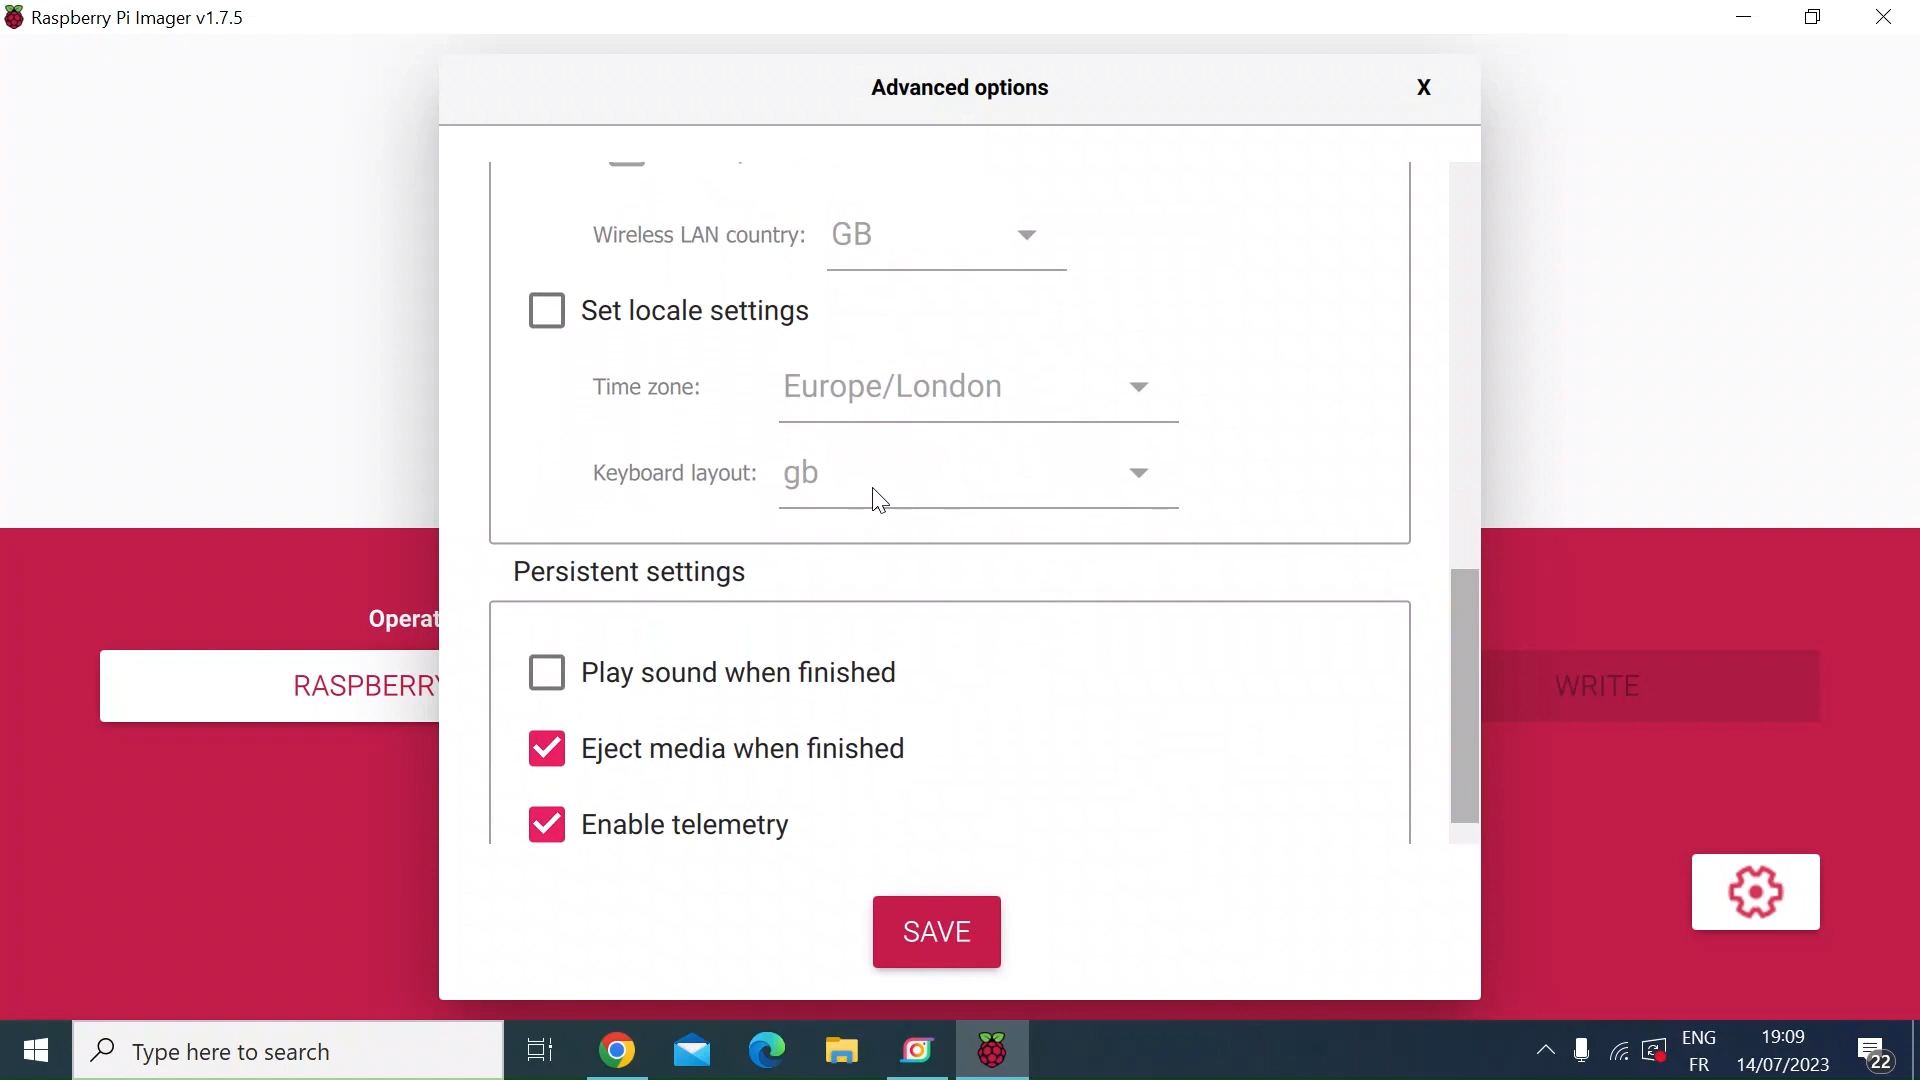 Raspberry Pi Imager v1.7.5
Advanced options
X
Wireless LAN country: GB
Set locale settings
Time zone: Europe/London
Keyboard layout: gb
Persistent settings
Play sound when finished
Eject media when finished
Enable telemetry
SAVE
Operat
RASPBERRY
WRITE
Type here to search
ENG
FR
19:09
14/07/2023
22